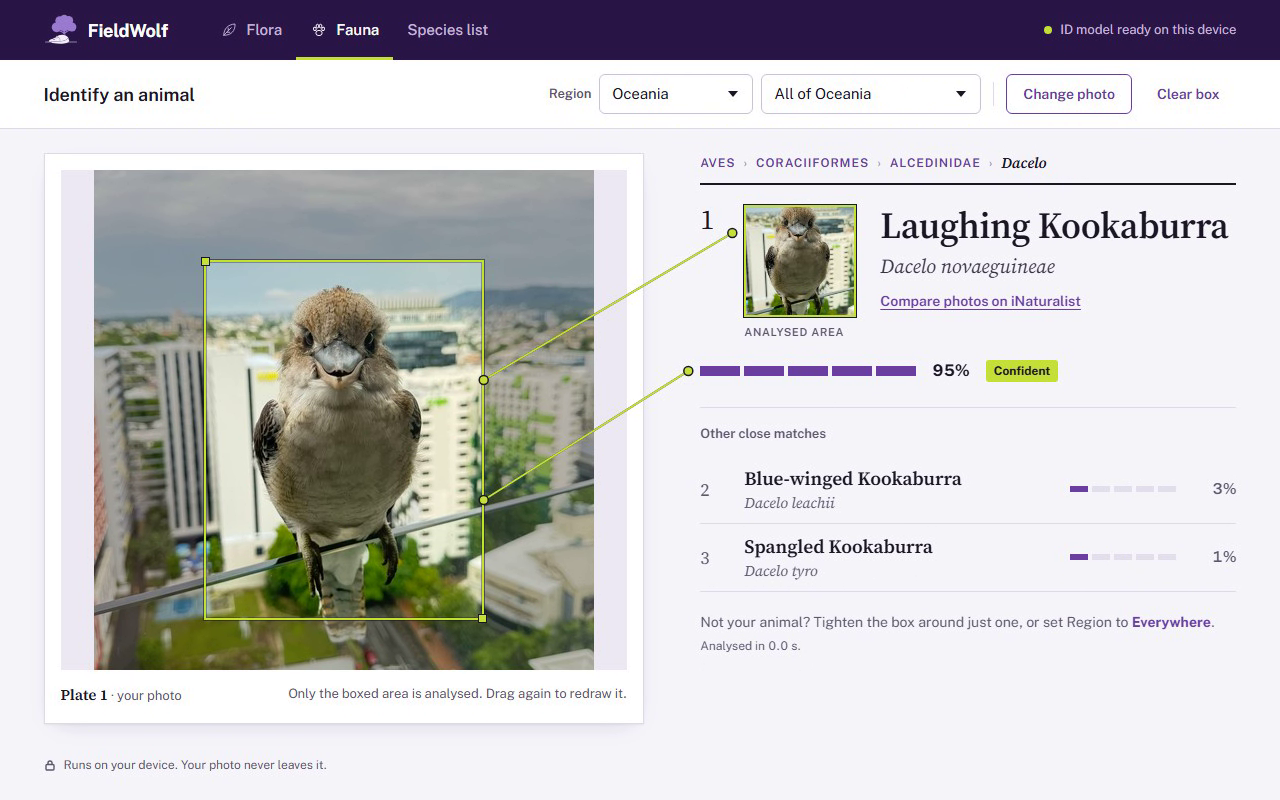 FieldWolf
Flora
Fauna
Species list
ID model ready on this device
Identify an animal
Region
Oceania
All of Oceania
Change photo
Clear box
AVES › CORACIIFORMES › ALCEDINIDAE › Dacelo
1
Laughing Kookaburra
Dacelo novaeguineae
Compare photos on iNaturalist
ANALYSED AREA
95%
Confident
Other close matches
2
Blue-winged Kookaburra
Dacelo leachii
3%
3
Spangled Kookaburra
Dacelo tyro
1%
Not your animal? Tighten the box around just one, or set Region to Everywhere.
Analysed in 0.0 s.
Plate 1 · your photo
Only the boxed area is analysed. Drag again to redraw it.
Runs on your device. Your photo never leaves it.